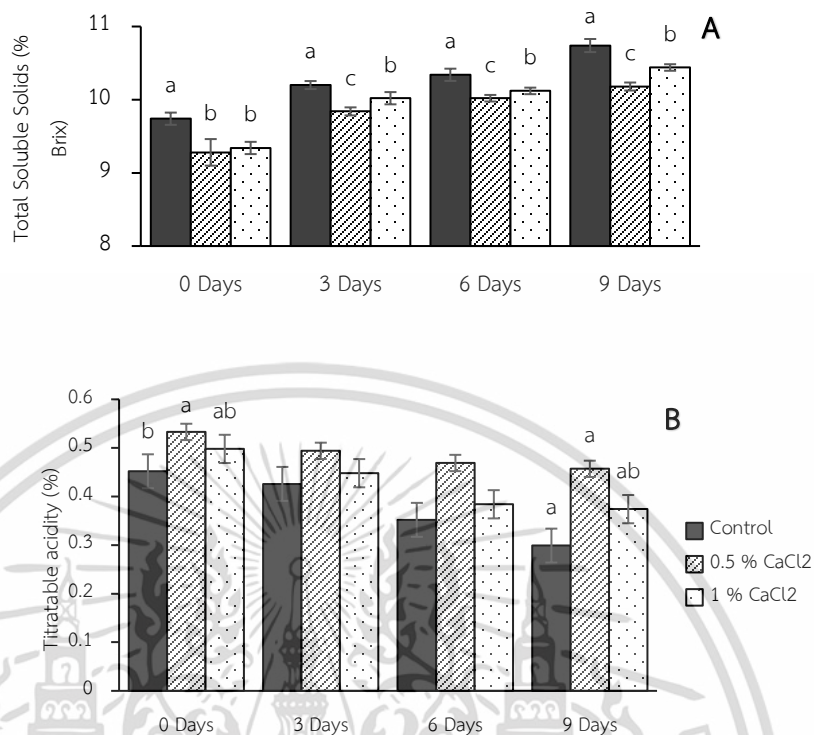 A
Total Soluble Solids (%
Brix)
11
10
9
8
a b b
a c b
a c b
a c b
0 Days 3 Days 6 Days 9 Days
B
Titratable acidity (%)
0.6
0.5
0.4
0.3
0.2
0.1
0
b a ab
a a ab
0 Days 3 Days 6 Days 9 Days
Control
0.5 % CaCl2
1 % CaCl2